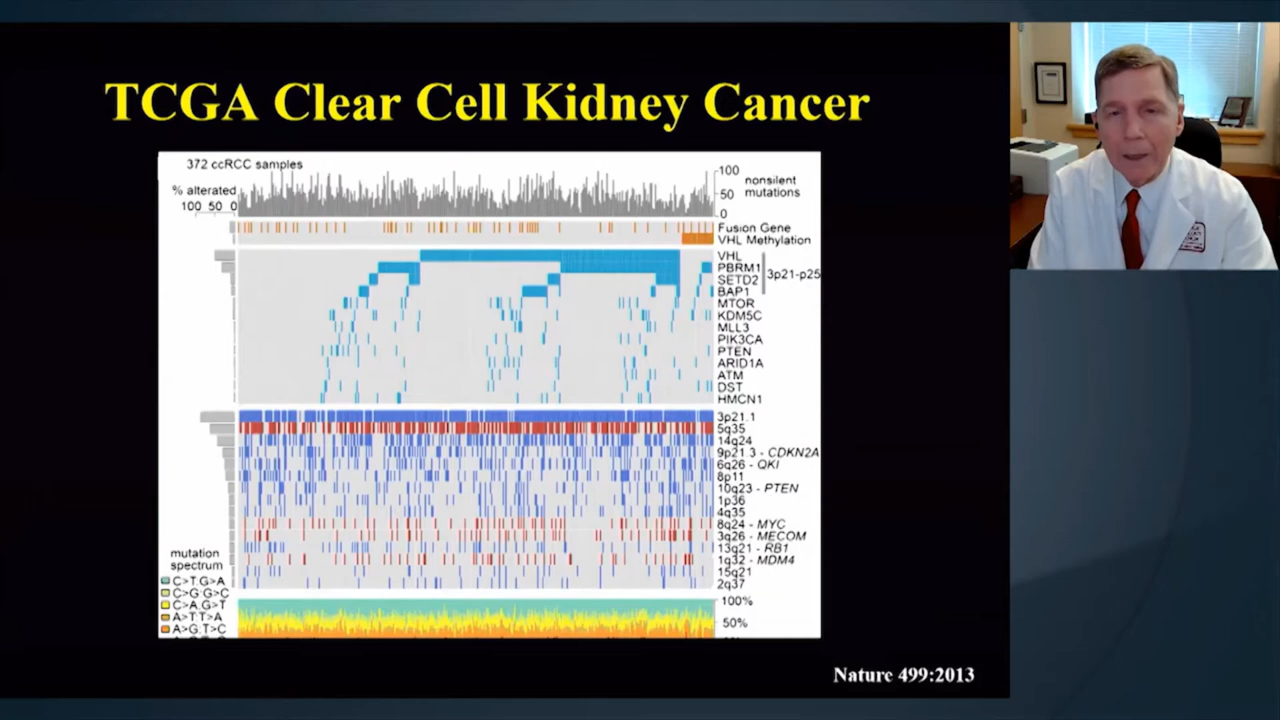 TCGA Clear Cell Kidney Cancer
372 ccRCC samples
% altered
100 50 0
100
50
0
nonsilent
mutations
Fusion Gene
VHL Methylation
VHL
PBRM1
SETD2
BAP1
3p21-p25
MTOR
KDM5C
MLL3
PIK3CA
PTEN
ARID1A
ATM
DST
HMCN1
3p21.1
5q35
14q24
9p21.3 - CDKN2A
6q26 - QKI
8p11
10q23 - PTEN
1p36
4q35
8q24 - MYC
3q26 - MECOM
13q21 - RB1
1q32 - MDM4
15q21
2q37
mutation
spectrum
C>T.G>A
C>G.G>C
C>A.G>T
A>T.T>A
A>G.T>C
100%
50%
Nature 499:2013